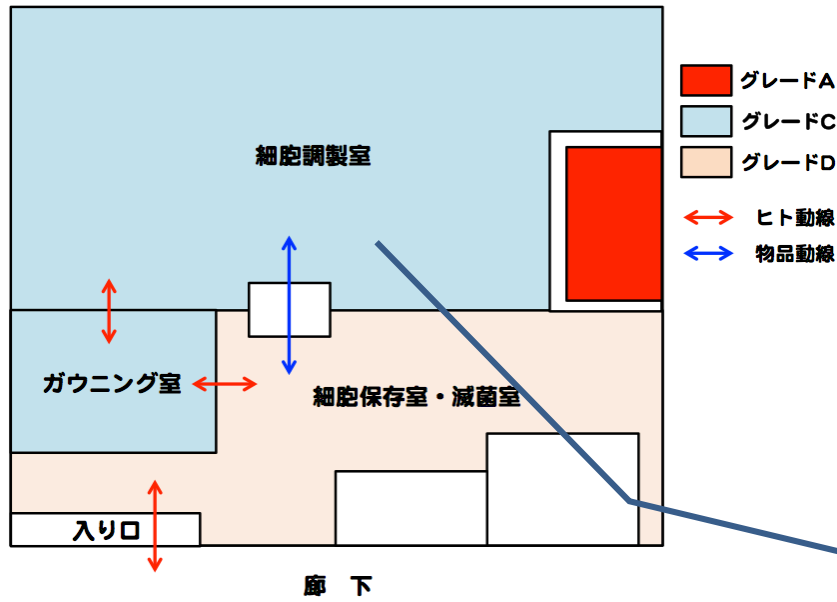 細胞調製室
グレードA
グレードC
グレードD
ヒト動線
物品動線
ガウニング室
細胞保存室・滅菌室
入り口
廊 下